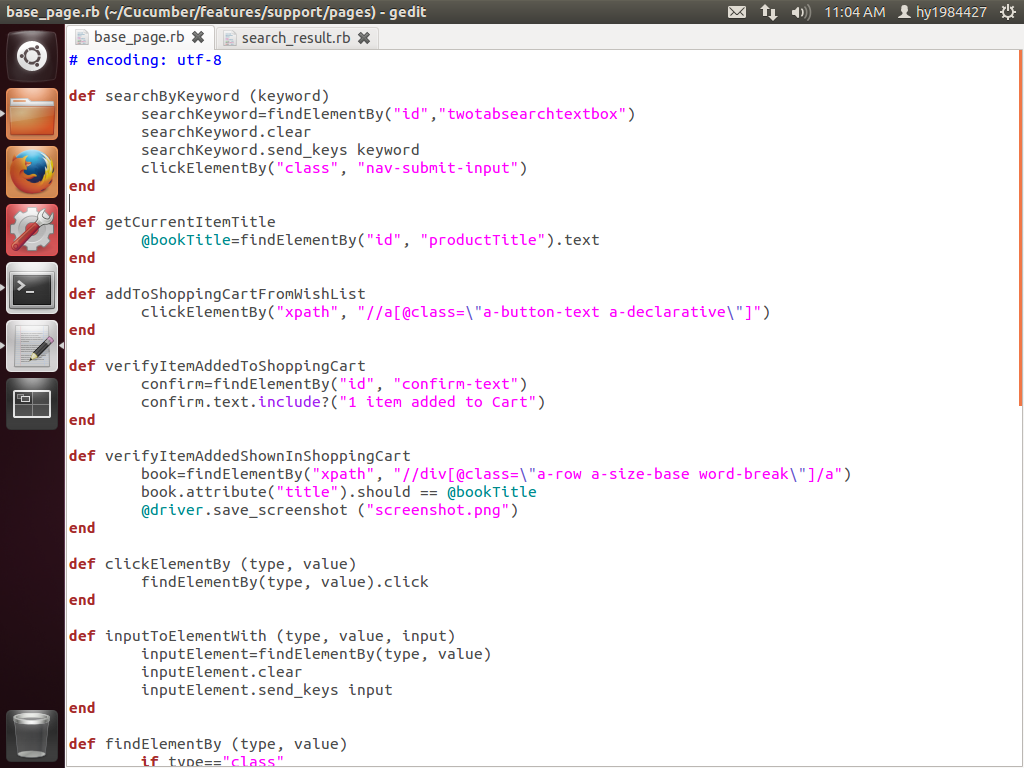 base_page.rb (~/Cucumber/features/support/pages) - gedit
11:04 AM
hy1984427
base_page.rb
search_result.rb
# encoding: utf-8
def searchByKeyword (keyword)
searchKeyword=findElementBy("id","twotabsearchtextbox")
searchKeyword.clear
searchKeyword.send_keys keyword
clickElementBy("class", "nav-submit-input")
end
def getCurrentItemTitle
@bookTitle=findElementBy("id", "productTitle").text
end
def addToShoppingCartFromWishList
clickElementBy("xpath", "//a[@class=\"a-button-text a-declarative\"]")
end
def verifyItemAddedToShoppingCart
confirm=findElementBy("id", "confirm-text")
confirm.text.include?("1 item added to Cart")
end
def verifyItemAddedShownInShoppingCart
book=findElementBy("xpath", "//div[@class=\"a-row a-size-base word-break\"]/a")
book.attribute("title").should == @bookTitle
@driver.save_screenshot ("screenshot.png")
end
def clickElementBy (type, value)
findElementBy(type, value).click
end
def inputToElementWith (type, value, input)
inputElement=findElementBy(type, value)
inputElement.clear
inputElement.send_keys input
end
def findElementBy (type, value)
if type=="class"